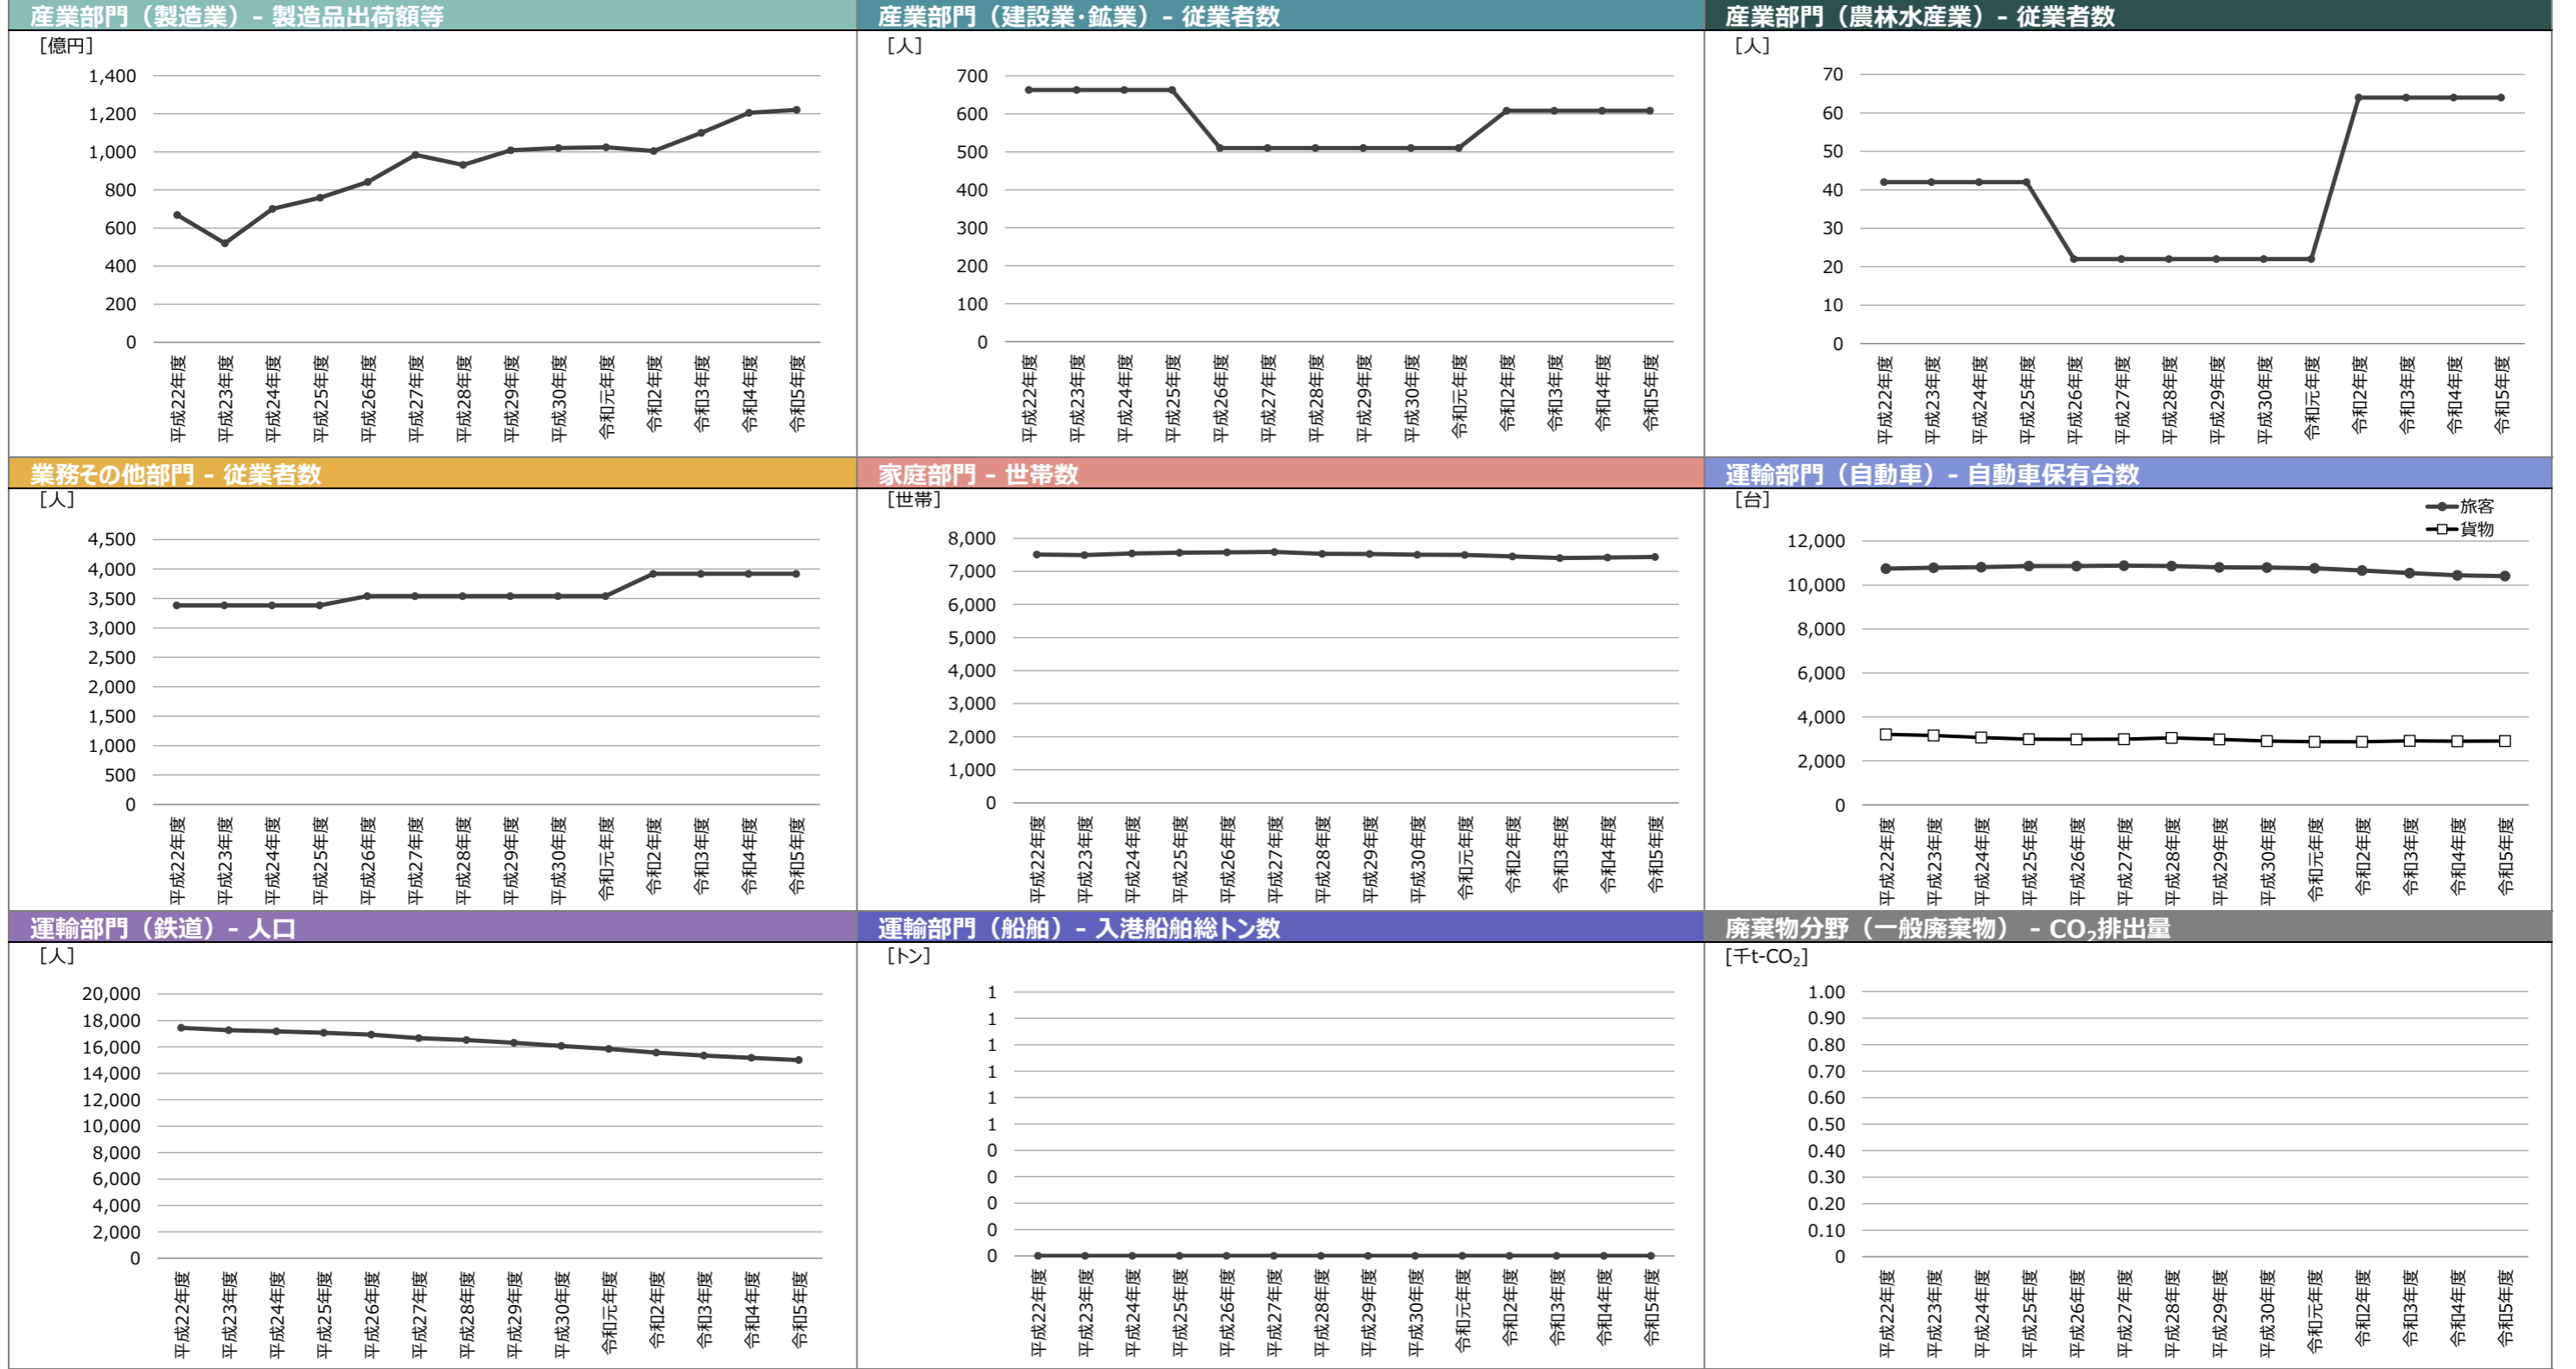 産業部門（製造業）- 製造品出荷額等
[億円]
1,400
1,200
1,000
800
600
400
200
0
平成22年度
平成23年度
平成24年度
平成25年度
平成26年度
平成27年度
平成28年度
平成29年度
平成30年度
令和元年度
令和2年度
令和3年度
令和4年度
令和5年度
産業部門（建設業･鉱業）- 従業者数
[人]
700
600
500
400
300
200
100
0
平成22年度
平成23年度
平成24年度
平成25年度
平成26年度
平成27年度
平成28年度
平成29年度
平成30年度
令和元年度
令和2年度
令和3年度
令和4年度
令和5年度
産業部門（農林水産業）- 従業者数
[人]
70
60
50
40
30
20
10
0
平成22年度
平成23年度
平成24年度
平成25年度
平成26年度
平成27年度
平成28年度
平成29年度
平成30年度
令和元年度
令和2年度
令和3年度
令和4年度
令和5年度
業務その他部門 - 従業者数
[人]
4,500
4,000
3,500
3,000
2,500
2,000
1,500
1,000
500
0
平成22年度
平成23年度
平成24年度
平成25年度
平成26年度
平成27年度
平成28年度
平成29年度
平成30年度
令和元年度
令和2年度
令和3年度
令和4年度
令和5年度
家庭部門 - 世帯数
[世帯]
8,000
7,000
6,000
5,000
4,000
3,000
2,000
1,000
0
平成22年度
平成23年度
平成24年度
平成25年度
平成26年度
平成27年度
平成28年度
平成29年度
平成30年度
令和元年度
令和2年度
令和3年度
令和4年度
令和5年度
運輸部門（自動車）- 自動車保有台数
[台]
旅客
貨物
12,000
10,000
8,000
6,000
4,000
2,000
0
平成22年度
平成23年度
平成24年度
平成25年度
平成26年度
平成27年度
平成28年度
平成29年度
平成30年度
令和元年度
令和2年度
令和3年度
令和4年度
令和5年度
運輸部門（鉄道）- 人口
[人]
20,000
18,000
16,000
14,000
12,000
10,000
8,000
6,000
4,000
2,000
0
平成22年度
平成23年度
平成24年度
平成25年度
平成26年度
平成27年度
平成28年度
平成29年度
平成30年度
令和元年度
令和2年度
令和3年度
令和4年度
令和5年度
運輸部門（船舶）- 入港船舶総トン数
[トン]
1
1
1
1
1
1
0
0
0
0
0
平成22年度
平成23年度
平成24年度
平成25年度
平成26年度
平成27年度
平成28年度
平成29年度
平成30年度
令和元年度
令和2年度
令和3年度
令和4年度
令和5年度
廃棄物分野（一般廃棄物） - CO₂排出量
[千t-CO₂]
1.00
0.90
0.80
0.70
0.60
0.50
0.40
0.30
0.20
0.10
0
平成22年度
平成23年度
平成24年度
平成25年度
平成26年度
平成27年度
平成28年度
平成29年度
平成30年度
令和元年度
令和2年度
令和3年度
令和4年度
令和5年度